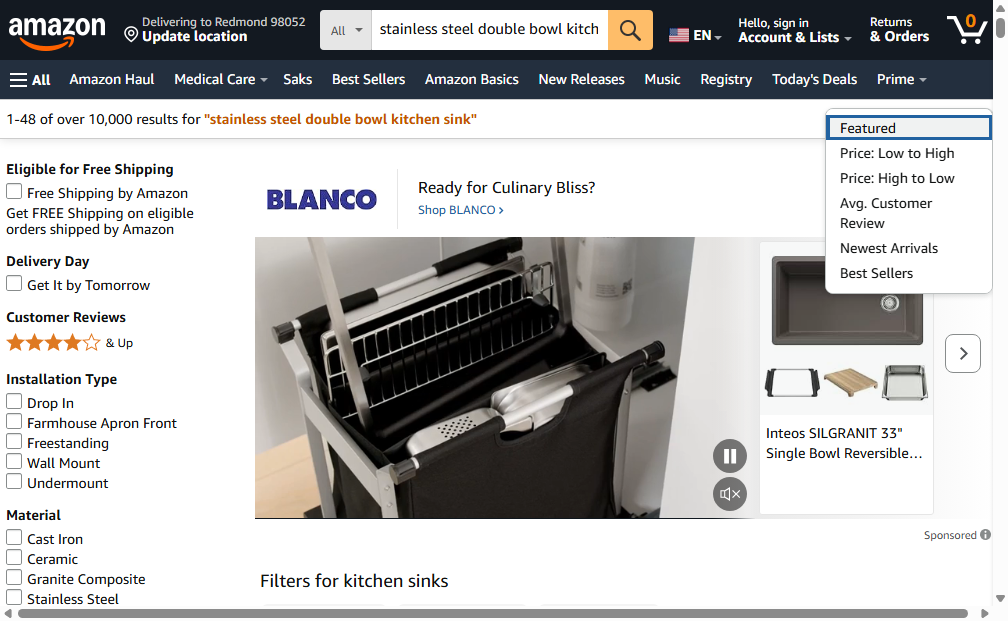 amazon
Delivering to Redmond 98052
Update location
All
stainless steel double bowl kitch
EN
Hello, sign in
Account & Lists
Returns
& Orders
0
All
Amazon Haul
Medical Care
Saks
Best Sellers
Amazon Basics
New Releases
Music
Registry
Today's Deals
Prime
1-48 of over 10,000 results for "stainless steel double bowl kitchen sink"
Featured
Price: Low to High
Price: High to Low
Avg. Customer
Review
Newest Arrivals
Best Sellers
Eligible for Free Shipping
Free Shipping by Amazon
Get FREE Shipping on eligible
orders shipped by Amazon
Delivery Day
Get It by Tomorrow
Customer Reviews
& Up
Installation Type
Drop In
Farmhouse Apron Front
Freestanding
Wall Mount
Undermount
Material
Cast Iron
Ceramic
Granite Composite
Stainless Steel
BLANCO
Ready for Culinary Bliss?
Shop BLANCO ›
Inteos SILGRANIT 33"
Single Bowl Reversible…
Sponsored
Filters for kitchen sinks